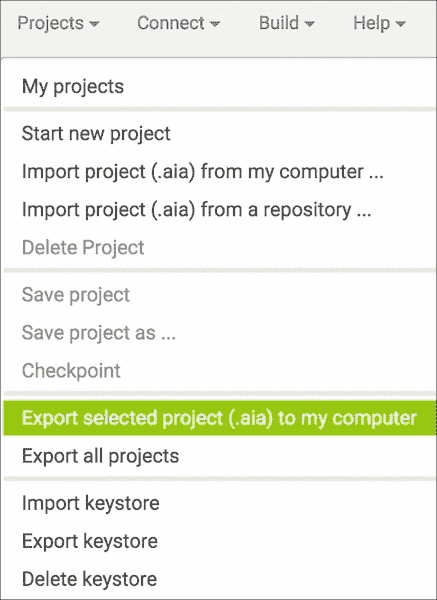 Projects Connect Build Help
My projects
Start new project
Import project (.aia) from my computer ...
Import project (.aia) from a repository ...
Delete Project
Save project
Save project as ...
Checkpoint
Export selected project (.aia) to my computer
Export all projects
Import keystore
Export keystore
Delete keystore